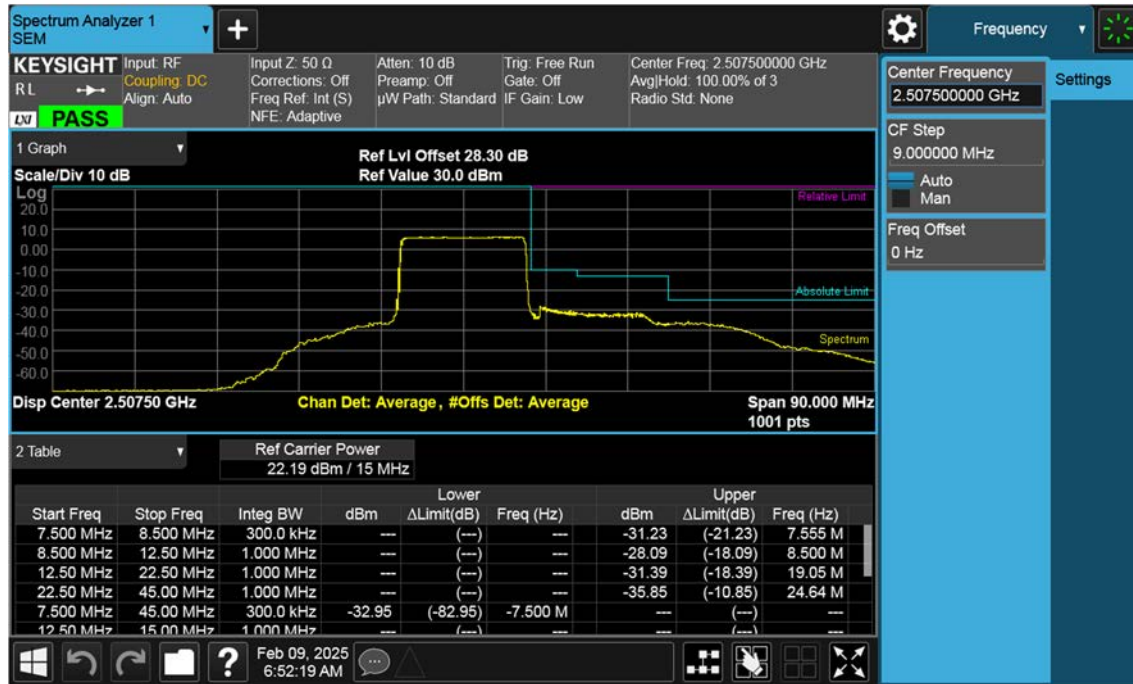 Spectrum Analyzer 1
SEM
+
Frequency
KEYSIGHT
RL
LXI PASS
Input: RF
Coupling: DC
Align: Auto
Input Z: 50 Ω
Corrections: Off
Freq Ref: Int (S)
NFE: Adaptive
Atten: 10 dB
Preamp: Off
µW Path: Standard
Trig: Free Run
Gate: Off
IF Gain: Low
Center Freq: 2.507500000 GHz
Avg|Hold: 100.00% of 3
Radio Std: None
Center Frequency
2.507500000 GHz
Settings
CF Step
9.000000 MHz
Auto
Man
Freq Offset
0 Hz
1 Graph
Scale/Div 10 dB
Ref Lvl Offset 28.30 dB
Ref Value 30.0 dBm
Log
20.0
10.0
0.00
-10.0
-20.0
-30.0
-40.0
-50.0
-60.0
Relative Limit
Absolute Limit
Spectrum
Disp Center 2.50750 GHz
Chan Det: Average, #Offs Det: Average
Span 90.000 MHz
1001 pts
2 Table
Ref Carrier Power
22.19 dBm / 15 MHz
Lower Upper
Start Freq Stop Freq Integ BW dBm ΔLimit(dB) Freq (Hz) dBm ΔLimit(dB) Freq (Hz)
7.500 MHz 8.500 MHz 300.0 kHz --- (---) --- -31.23 (-21.23) 7.555 M
8.500 MHz 12.50 MHz 1.000 MHz --- (---) --- -28.09 (-18.09) 8.500 M
12.50 MHz 22.50 MHz 1.000 MHz --- (---) --- -31.39 (-18.39) 19.05 M
22.50 MHz 45.00 MHz 1.000 MHz --- (---) --- -35.85 (-10.85) 24.64 M
7.500 MHz 45.00 MHz 300.0 kHz -32.95 (-82.95) -7.500 M --- (---) ---
12.50 MHz 15.00 MHz 1.000 MHz --- (---) --- --- (---) ---
?
Feb 09, 2025
6:52:19 AM